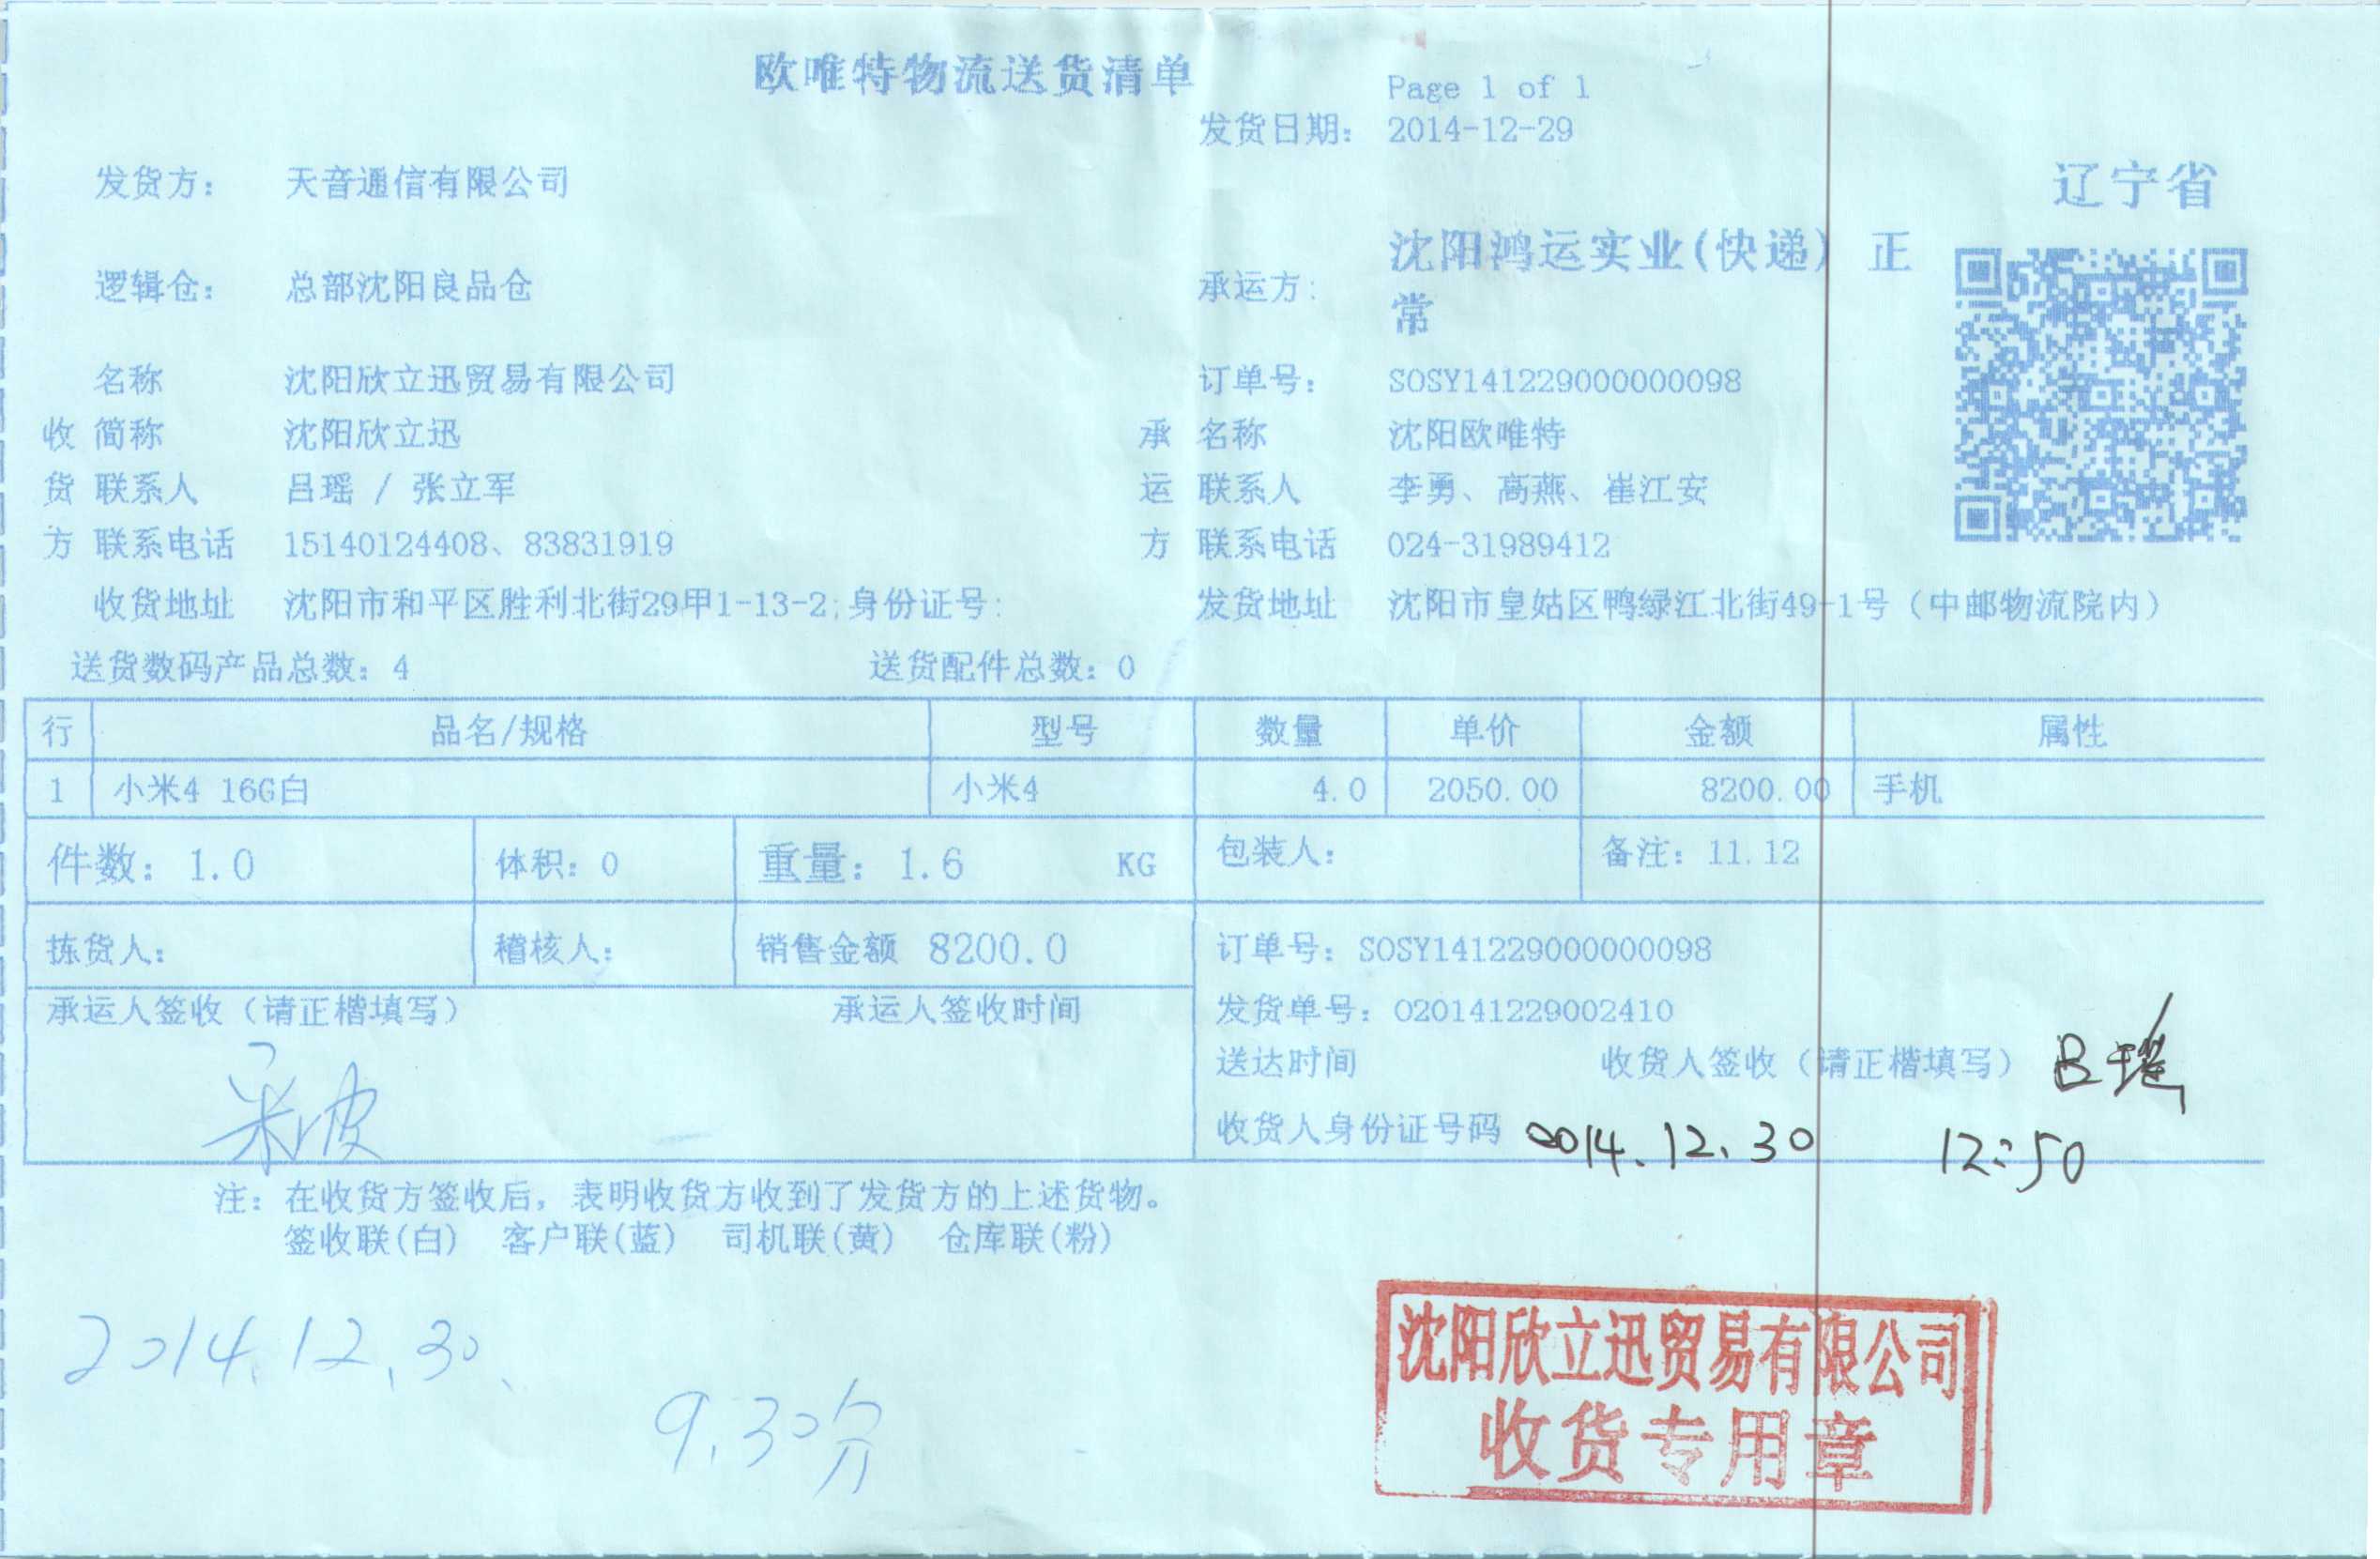 欧唯特物流送货清单
Page 1 of 1
发货日期: 2014-12-29
发货方: 天音通信有限公司
辽宁省
逻辑仓: 总部沈阳良品仓 承运方: 沈阳鸿运实业(快递) 正常
名称 沈阳欣立迅贸易有限公司 订单号: SOSY141229000000098
收 简称 沈阳欣立迅 承 名称 沈阳欧唯特
货 联系人 吕瑶 / 张立军 运 联系人 李勇、高燕、崔江安
方 联系电话 15140124408、83831919 方 联系电话 024-31989412
收货地址 沈阳市和平区胜利北街29甲1-13-2;身份证号: 发货地址 沈阳市皇姑区鸭绿江北街49-1号（中邮物流院内）
送货数码产品总数: 4 送货配件总数: 0
行 品名/规格 型号 数量 单价 金额 属性
1 小米4 16G白 小米4 4.0 2050.00 8200.00 手机
件数: 1.0 体积: 0 重量: 1.6 KG 包装人: 备注: 11.12
拣货人: 稽核人: 销售金额 8200.0 订单号: SOSY141229000000098
承运人签收（请正楷填写） 承运人签收时间 发货单号: O20141229002410
送达时间 收货人签收（请正楷填写） 吕瑶
收货人身份证号码 2014.12.30 12:50
注: 在收货方签收后，表明收货方收到了发货方的上述货物。
签收联(白) 客户联(蓝) 司机联(黄) 仓库联(粉)
2014.12.30.
9.30分
沈阳欣立迅贸易有限公司
收货专用章